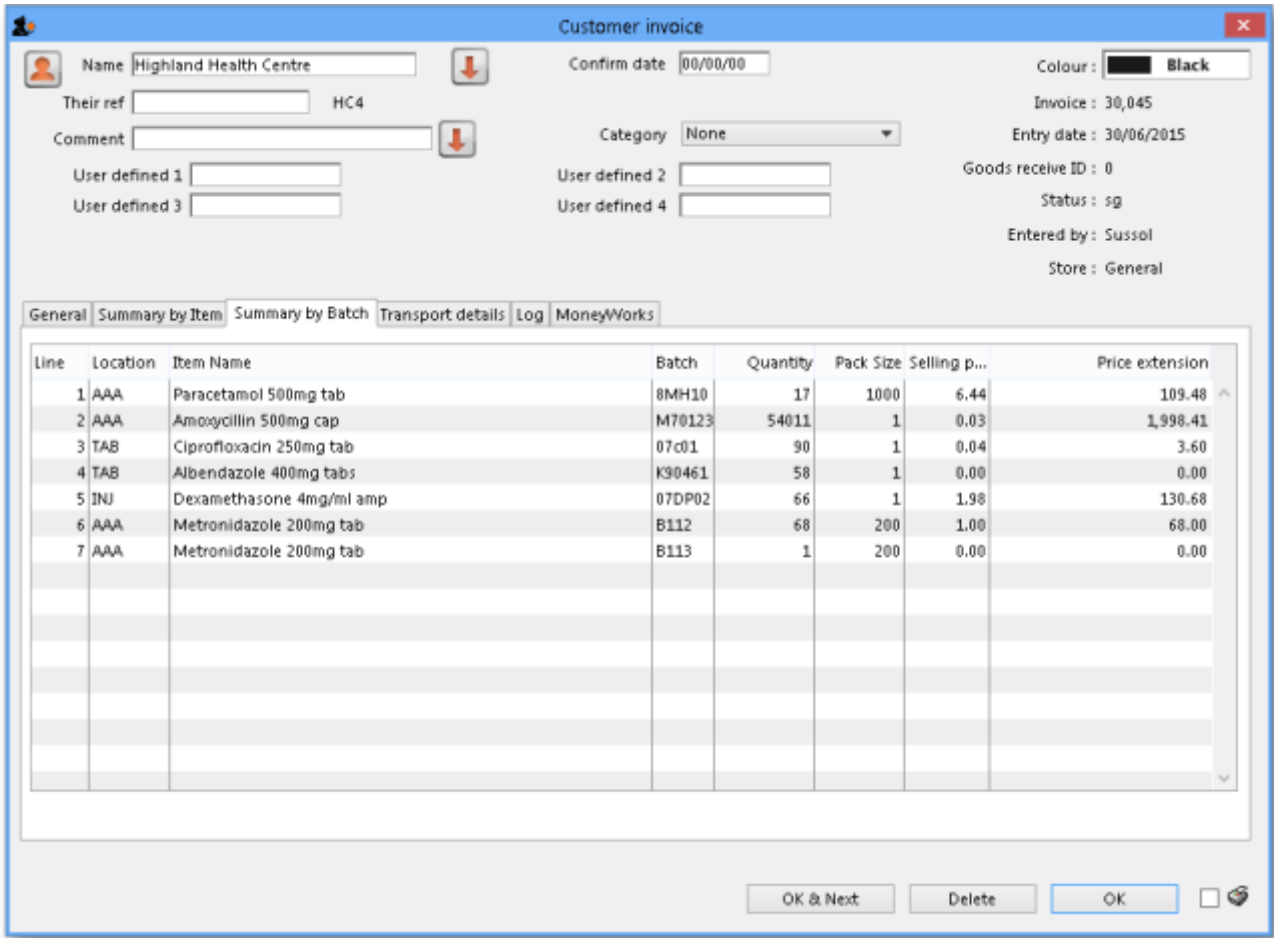 Customer invoice
Name Highland Health Centre Confirm date 00/00/00 Colour : Black
Their ref HC4 Invoice : 30,045
Comment Category None Entry date : 30/06/2015
User defined 1 User defined 2 Goods receive ID : 0
User defined 3 User defined 4 Status : sg
Entered by : Sussol
Store : General
General Summary by Item Summary by Batch Transport details Log MoneyWorks
Line Location Item Name Batch Quantity Pack Size Selling p... Price extension
1 AAA Paracetamol 500mg tab 8MH10 17 1000 6.44 109.48
2 AAA Amoxycillin 500mg cap M70123 54011 1 0.03 1,998.41
3 TAB Ciprofloxacin 250mg tab 07c01 90 1 0.04 3.60
4 TAB Albendazole 400mg tabs K90461 58 1 0.00 0.00
5 INJ Dexamethasone 4mg/ml amp 07DP02 66 1 1.98 130.68
6 AAA Metronidazole 200mg tab B112 68 200 1.00 68.00
7 AAA Metronidazole 200mg tab B113 1 200 0.00 0.00
OK & Next Delete OK